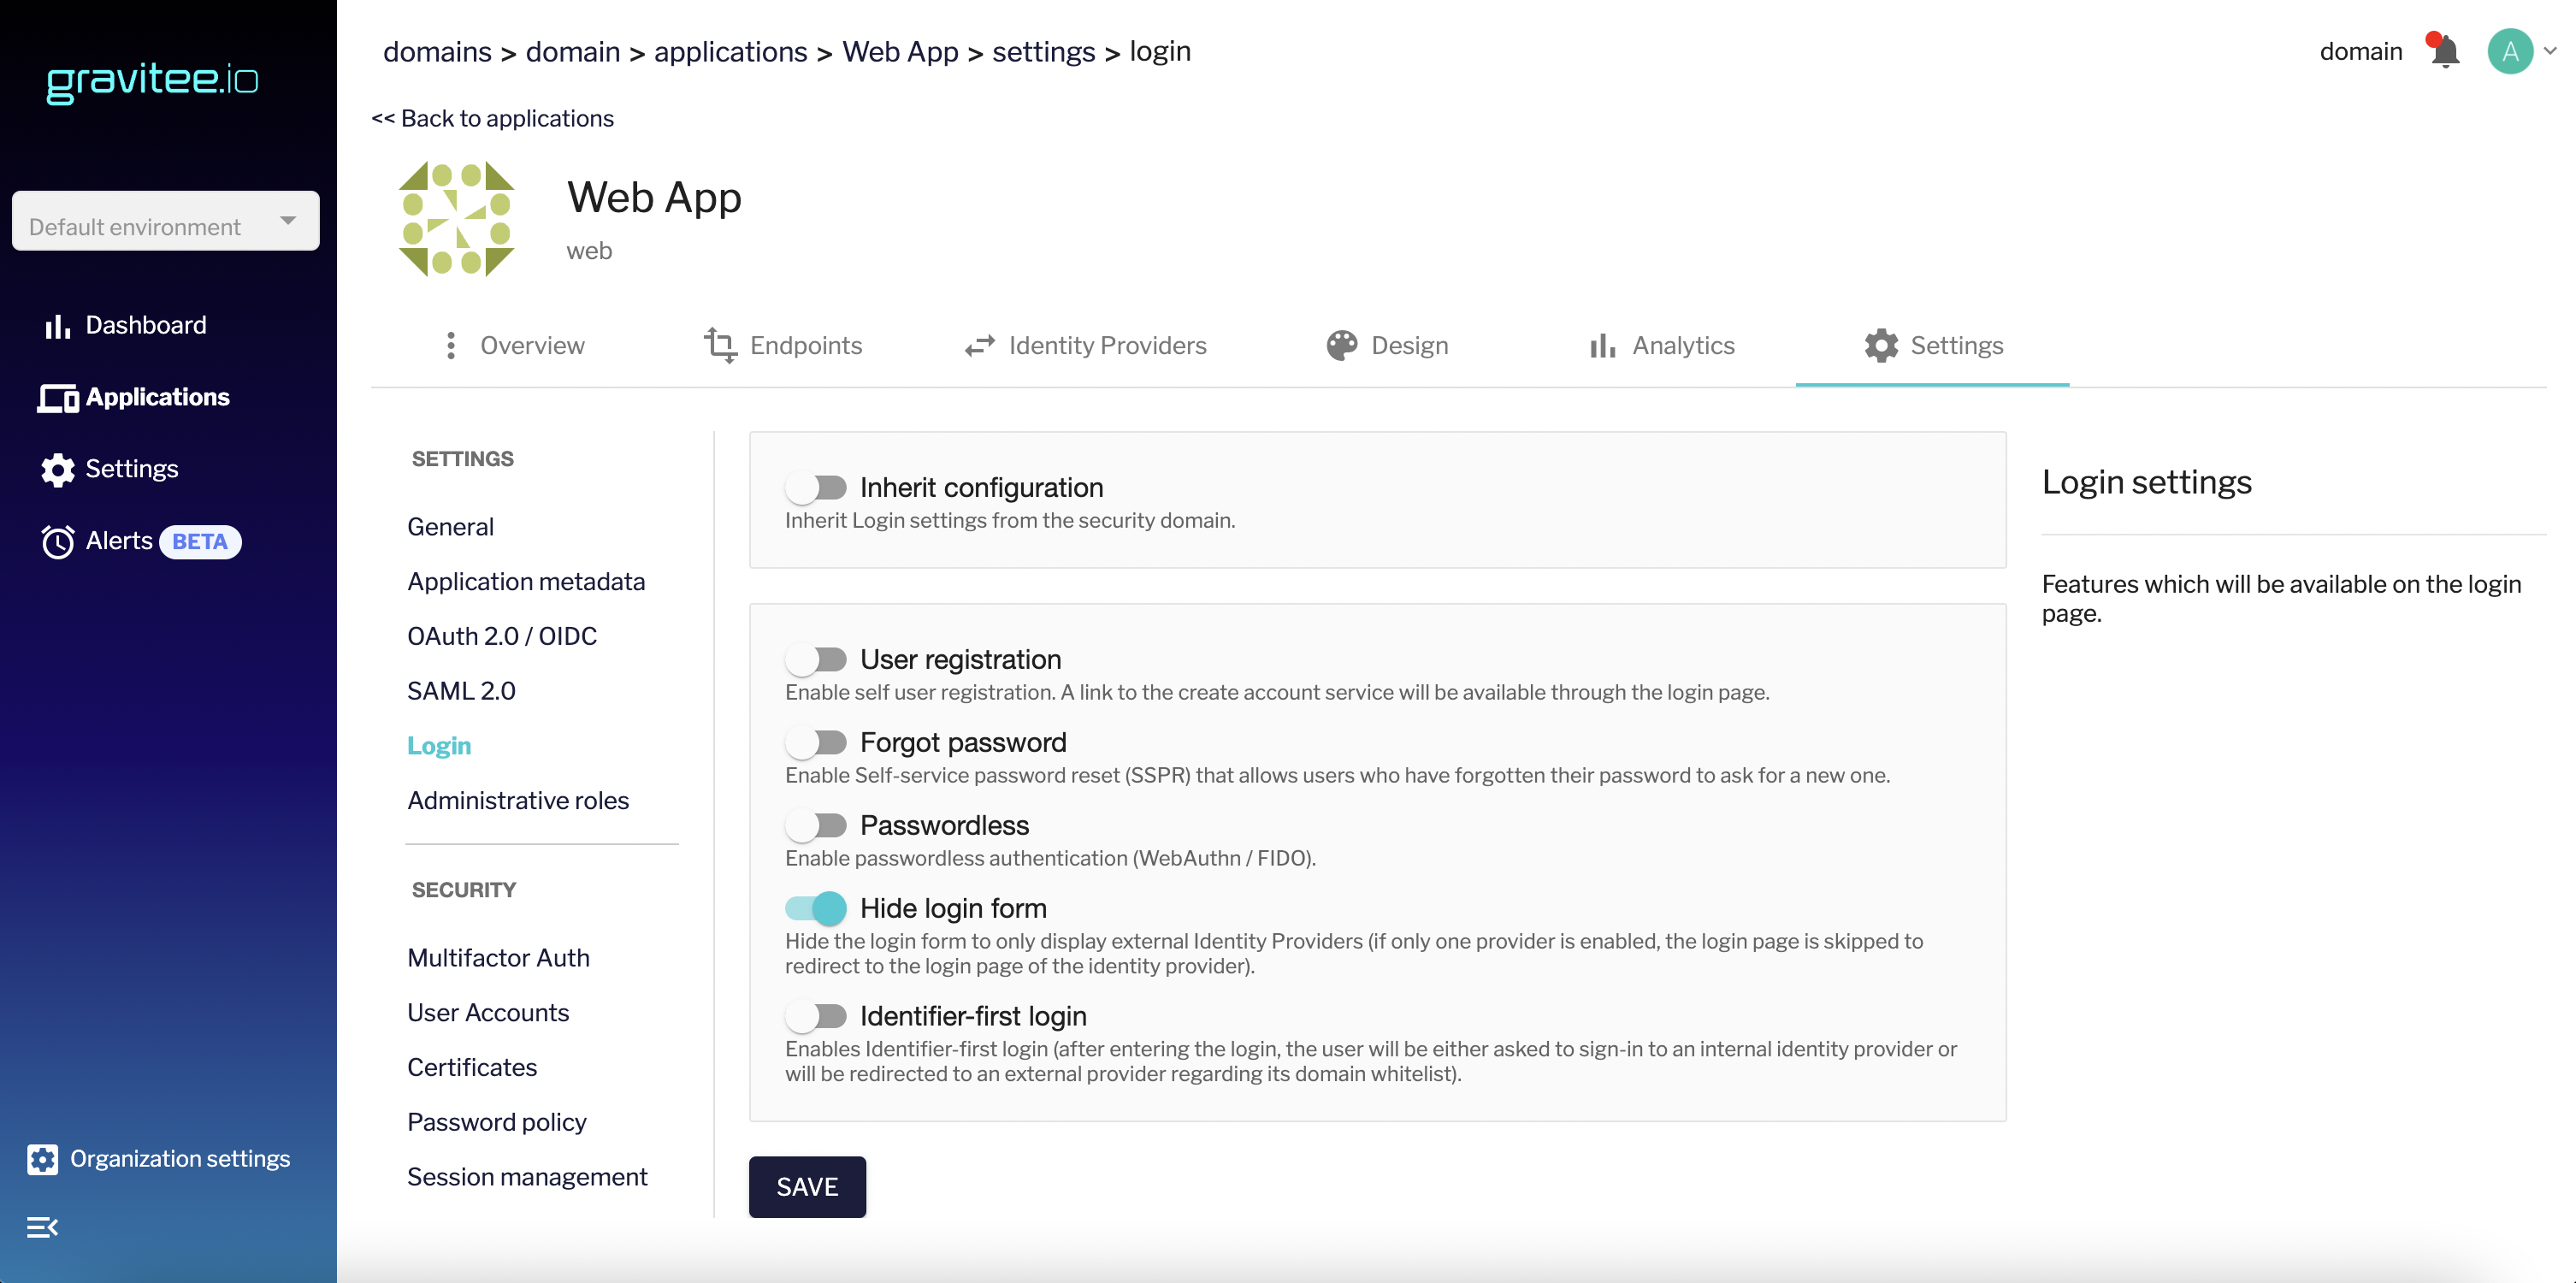 gravitee.io
Default environment
Dashboard
Applications
Settings
Alerts BETA
Organization settings
domains > domain > applications > Web App > settings > login
domain
A
<< Back to applications
Web App
web
Overview
Endpoints
Identity Providers
Design
Analytics
Settings
SETTINGS
General
Application metadata
OAuth 2.0 / OIDC
SAML 2.0
Login
Administrative roles
SECURITY
Multifactor Auth
User Accounts
Certificates
Password policy
Session management
Inherit configuration
Inherit Login settings from the security domain.
User registration
Enable self user registration. A link to the create account service will be available through the login page.
Forgot password
Enable Self-service password reset (SSPR) that allows users who have forgotten their password to ask for a new one.
Passwordless
Enable passwordless authentication (WebAuthn / FIDO).
Hide login form
Hide the login form to only display external Identity Providers (if only one provider is enabled, the login page is skipped to
redirect to the login page of the identity provider).
Identifier-first login
Enables Identifier-first login (after entering the login, the user will be either asked to sign-in to an internal identity provider or
will be redirected to an external provider regarding its domain whitelist).
SAVE
Login settings
Features which will be available on the login
page.